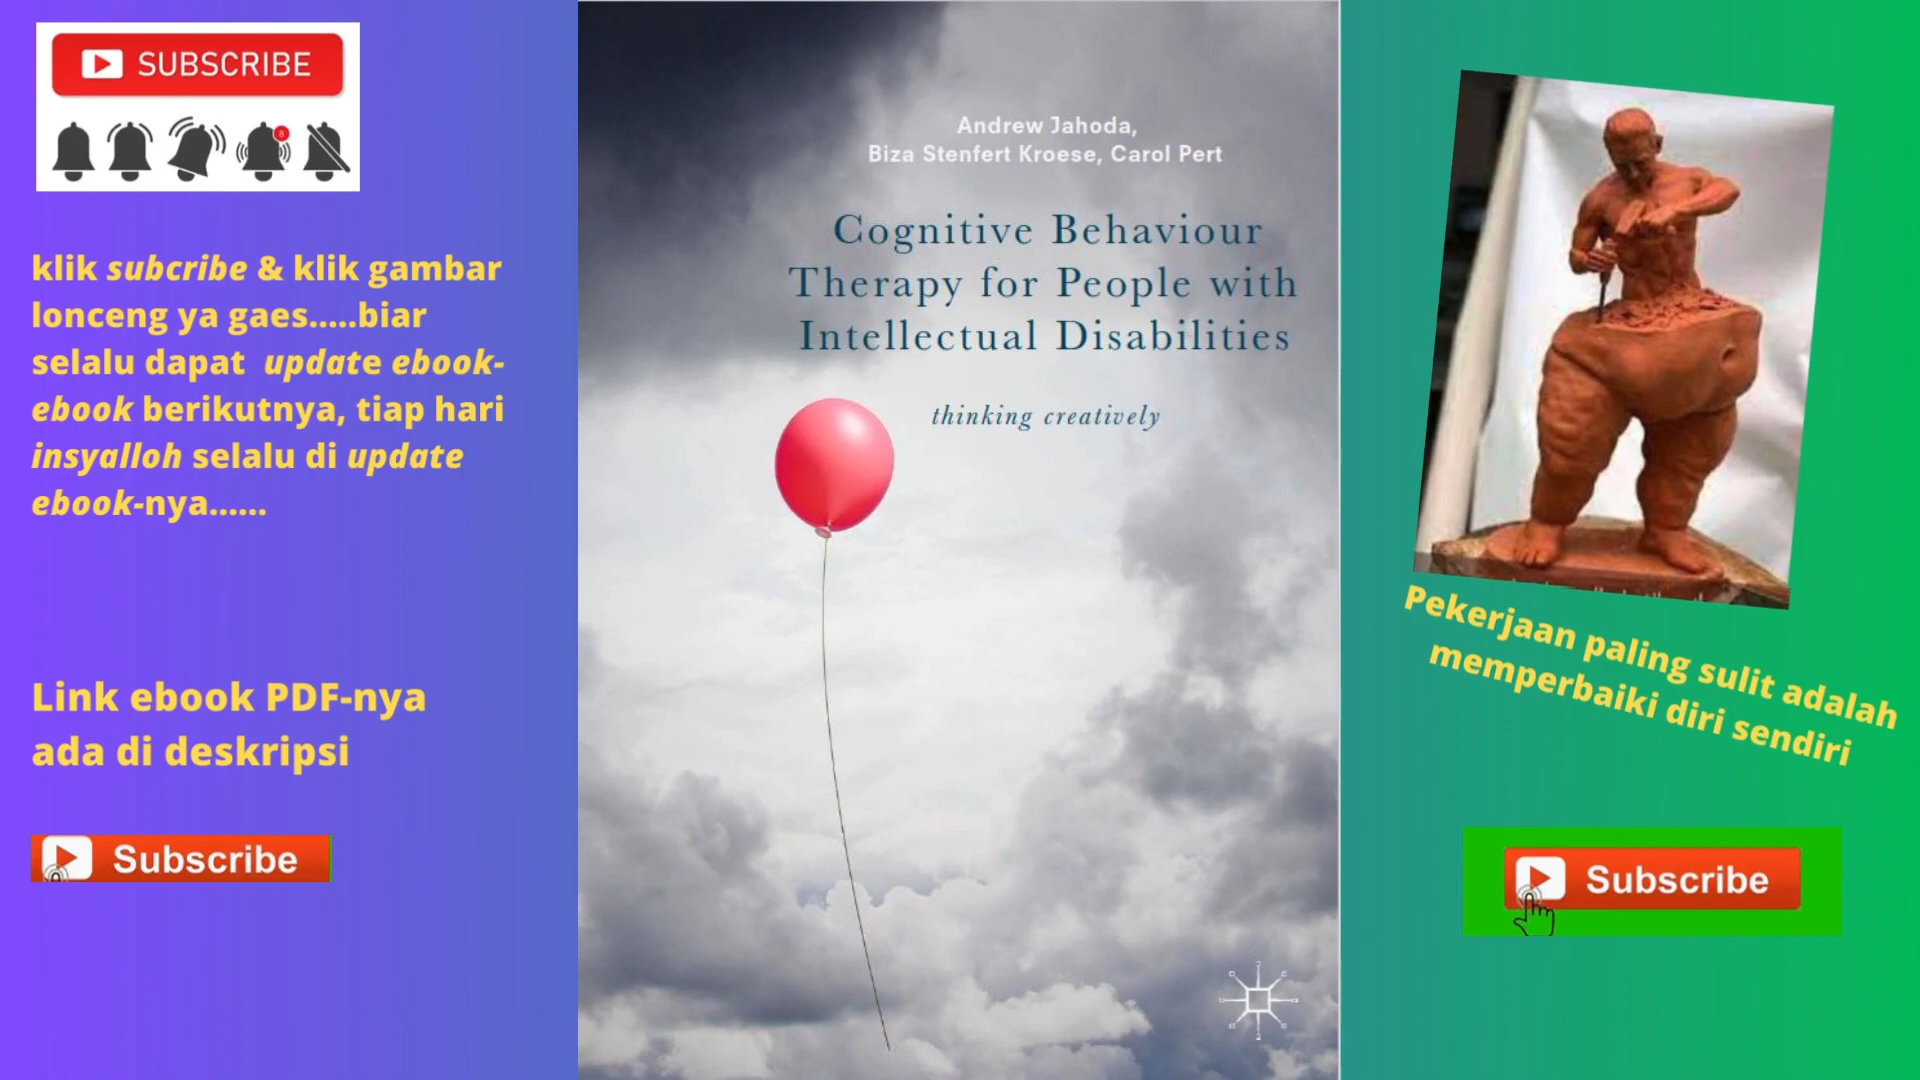 SUBSCRIBE
8
klik subcribe & klik gambar
lonceng ya gaes.....biar
selalu dapat update ebook-
ebook berikutnya, tiap hari
insyalloh selalu di update
ebook-nya......
Link ebook PDF-nya
ada di deskripsi
Subscribe
Andrew Jahoda,
Biza Stenfert Kroese, Carol Pert
Cognitive Behaviour
Therapy for People with
Intellectual Disabilities
thinking creatively
Pekerjaan paling sulit adalah
memperbaiki diri sendiri
Subscribe